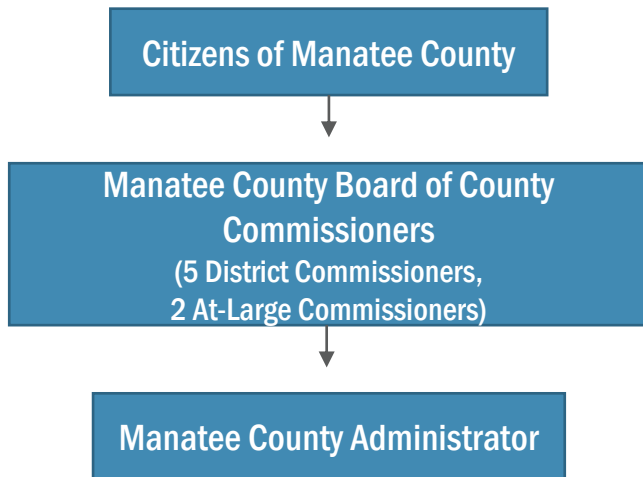 Citizens of Manatee County
Manatee County Board of County
Commissioners
(5 District Commissioners,
2 At-Large Commissioners)
Manatee County Administrator